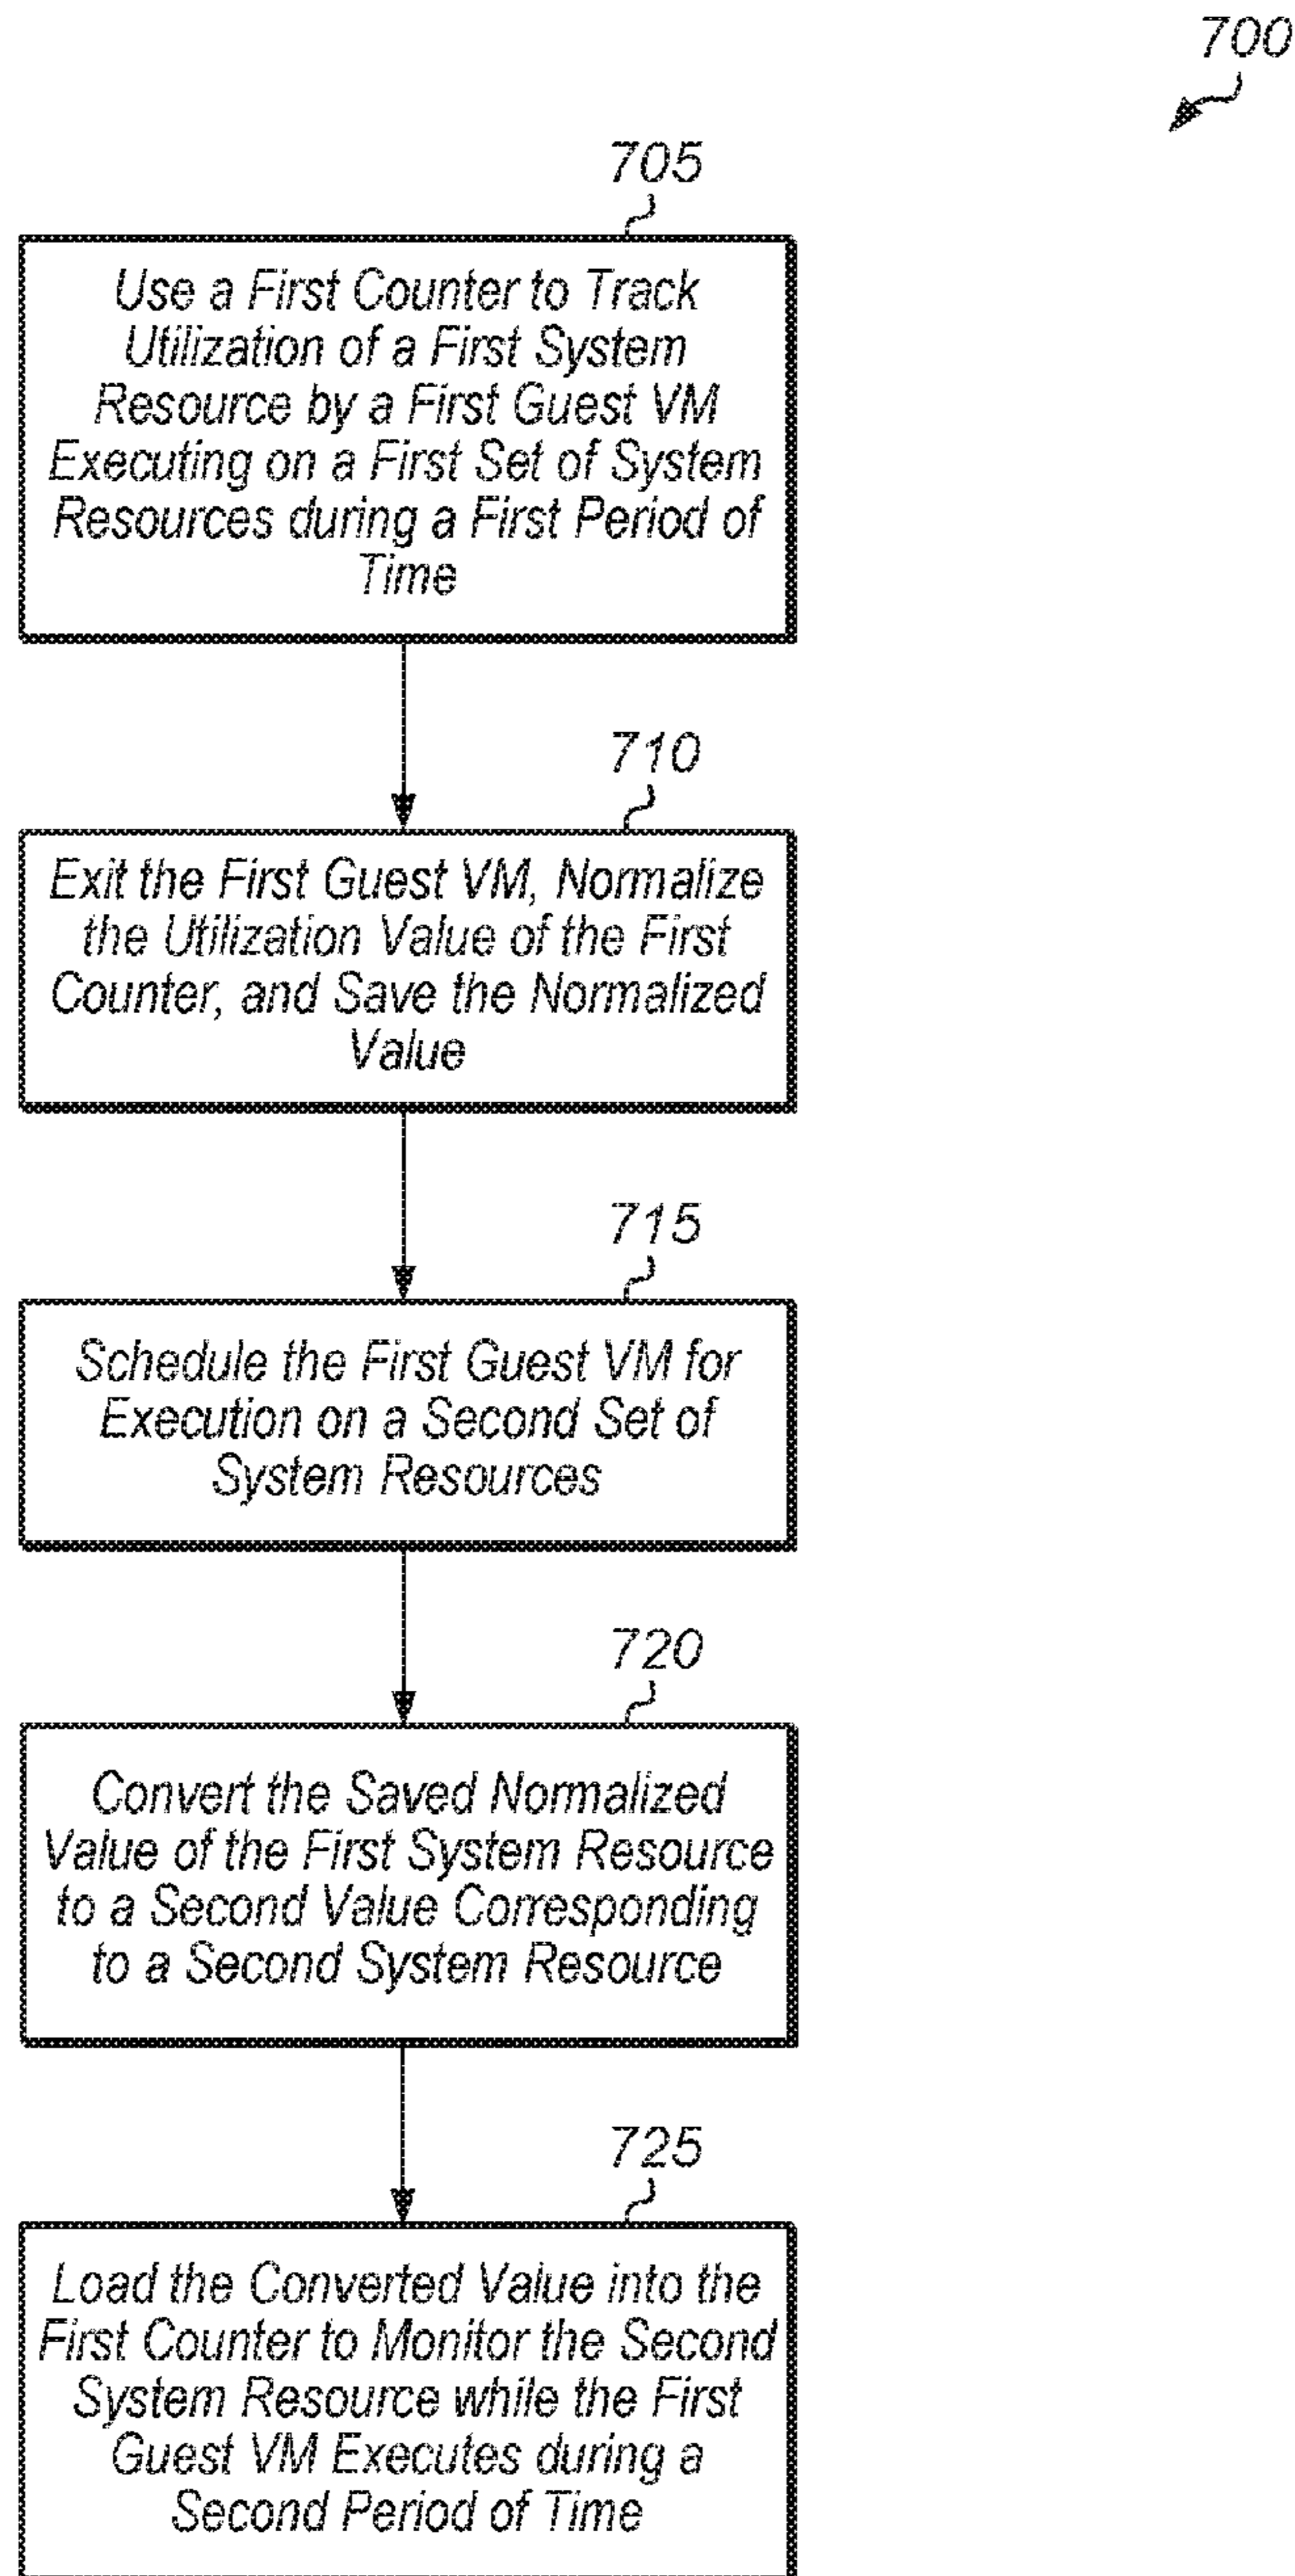 700
705
Use a First Counter to Track
Utilization of a First System
Resource by a First Guest VM
Executing on a First Set of System
Resources during a First Period of
Time
710
Exit the First Guest VM, Normalize
the Utilization Value of the First
Counter, and Save the Normalized
Value
715
Schedule the First Guest VM for
Execution on a Second Set of
System Resources
720
Convert the Saved Normalized
Value of the First System Resource
to a Second Value Corresponding
to a Second System Resource
725
Load the Converted Value into the
First Counter to Monitor the Second
System Resource while the First
Guest VM Executes during a
Second Period of Time